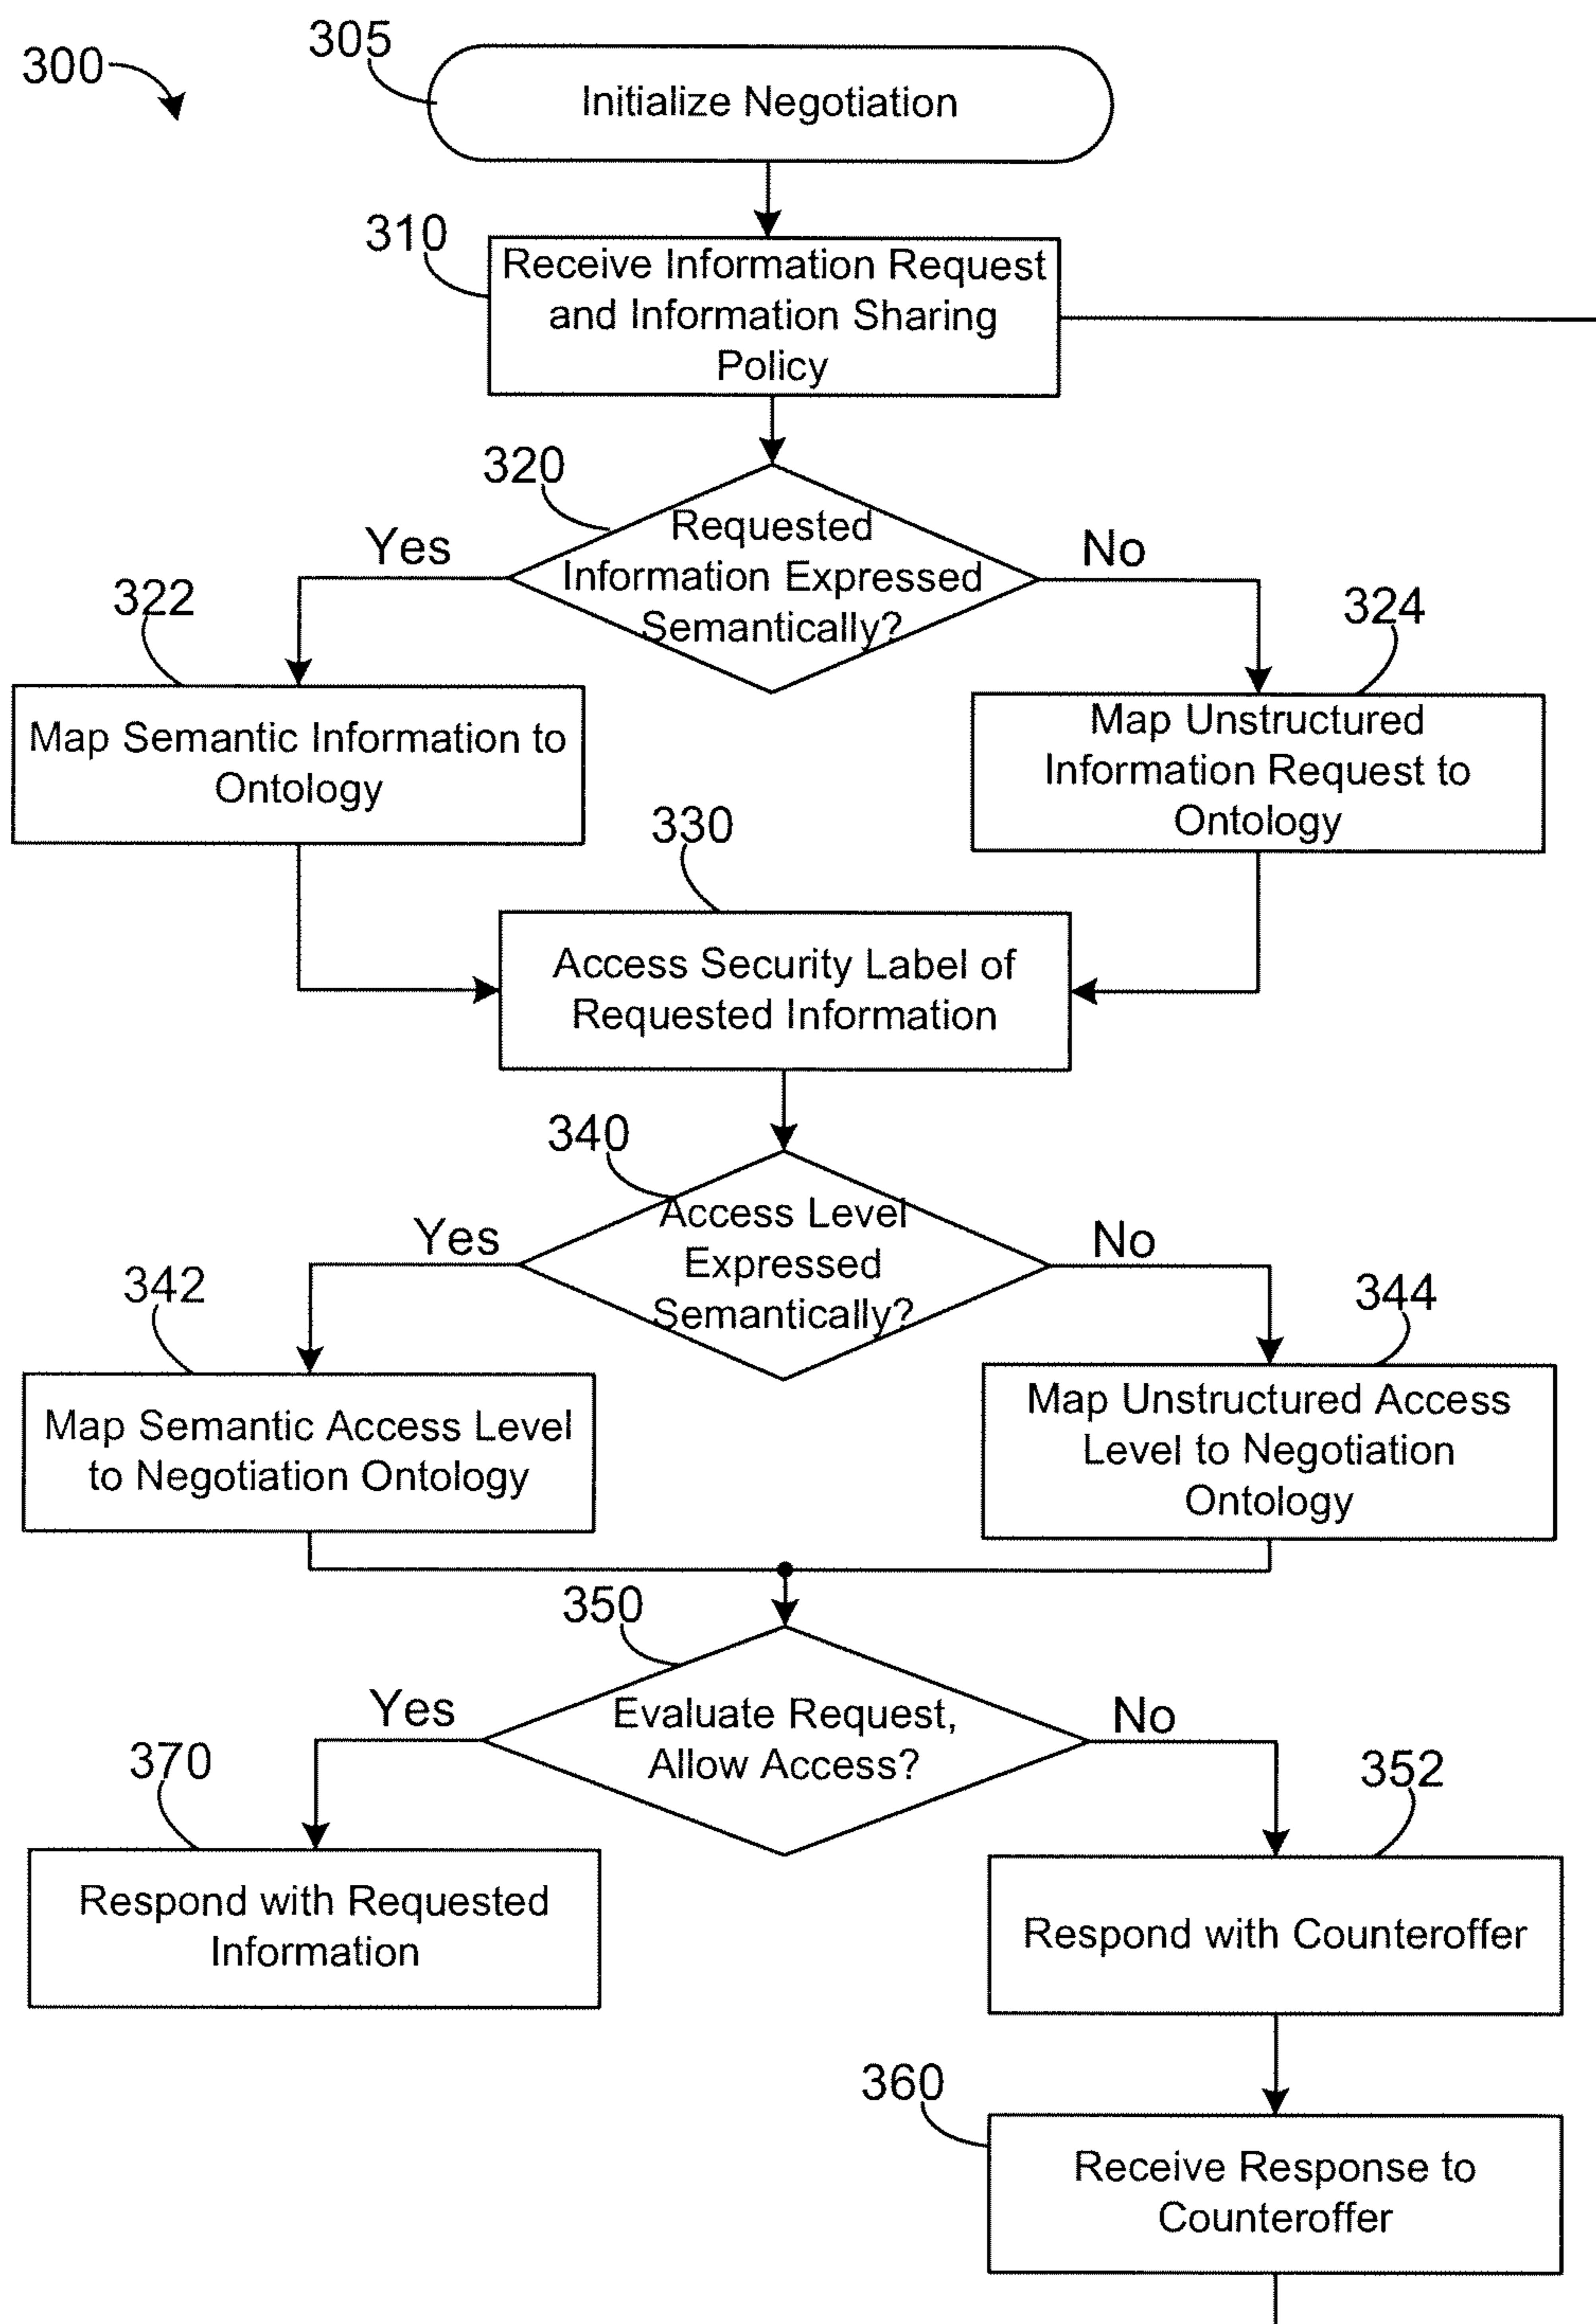 305
300
Initialize Negotiation
310
Receive Information Request
and Information Sharing
Policy
320
Requested
Information Expressed
Semantically?
Yes
No
322
324
Map Semantic Information to
Ontology
Map Unstructured
Information Request to
Ontology
330
Access Security Label of
Requested Information
340
Access Level
Expressed
Semantically?
Yes
No
342
344
Map Semantic Access Level
to Negotiation Ontology
Map Unstructured Access
Level to Negotiation
Ontology
350
Evaluate Request,
Allow Access?
Yes
No
370
352
Respond with Requested
Information
Respond with Counteroffer
360
Receive Response to
Counteroffer